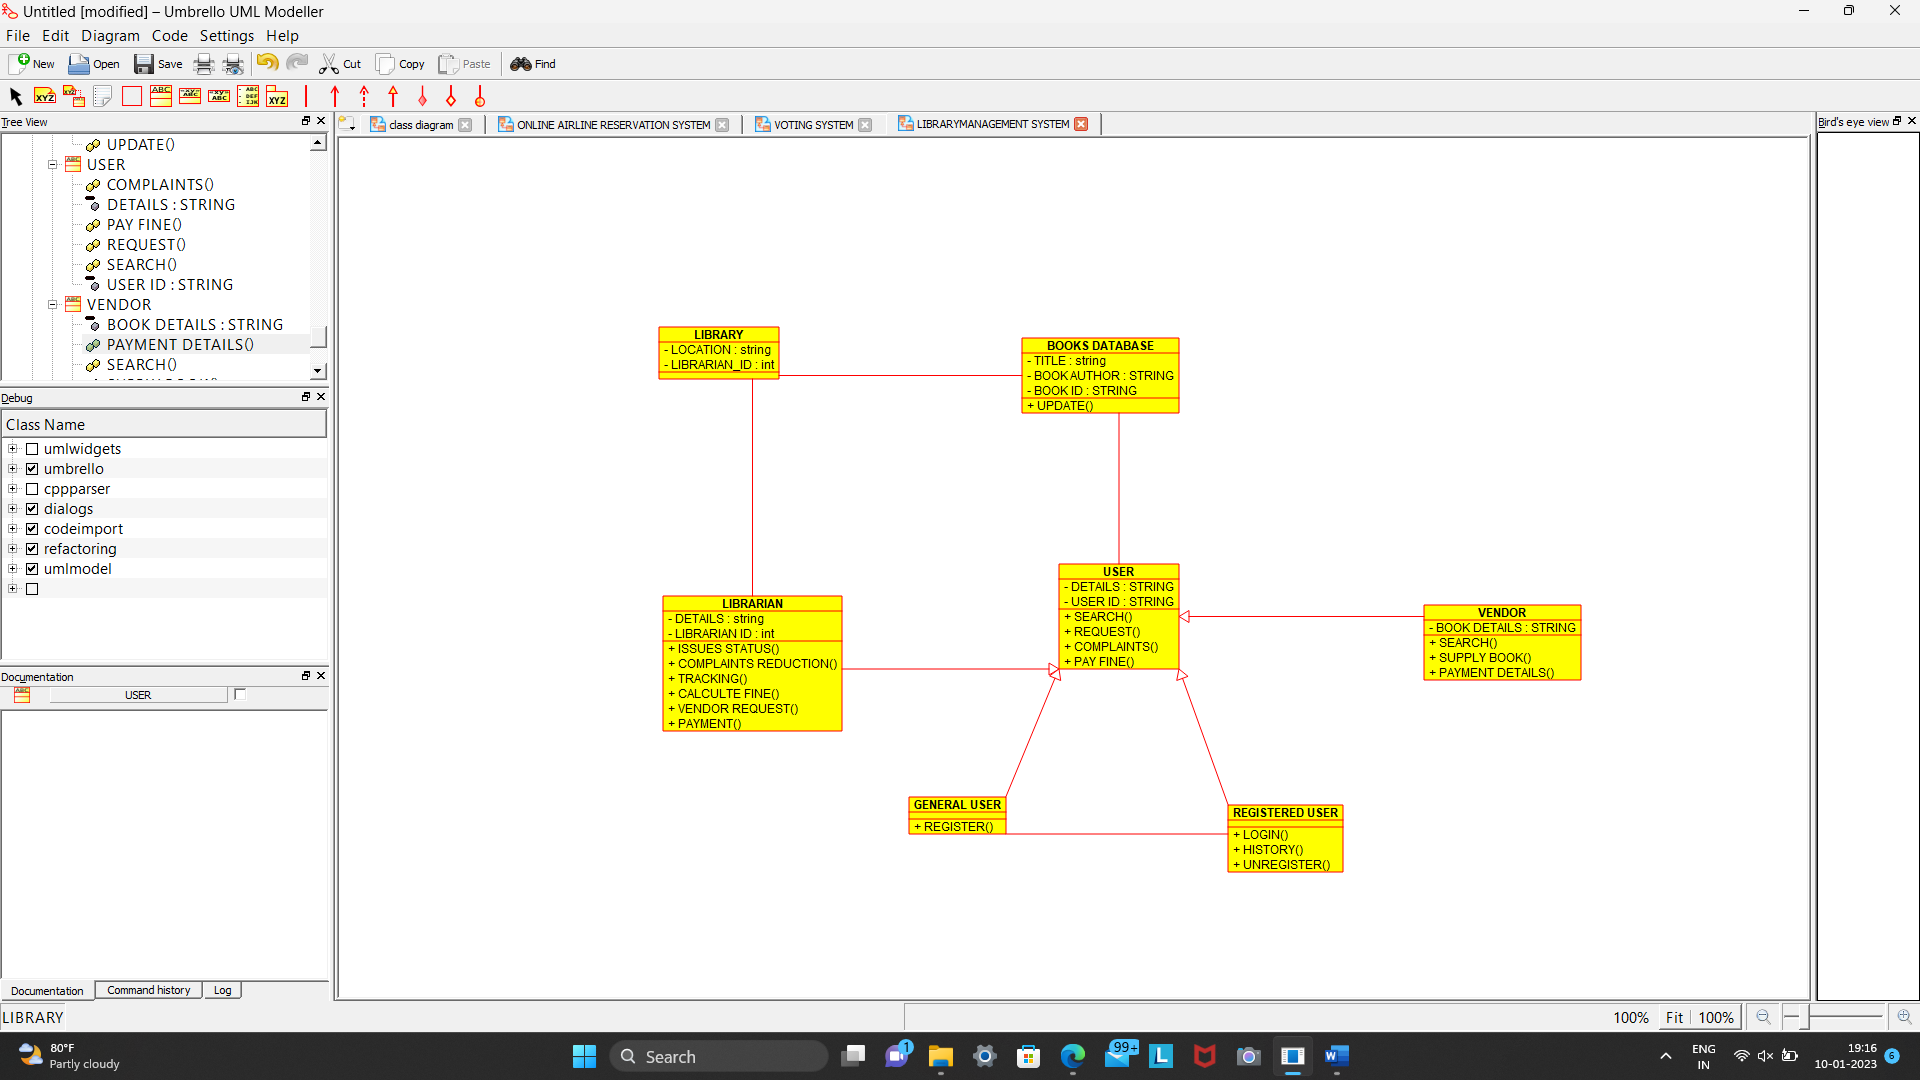 Untitled [modified] – Umbrello UML Modeller
File Edit Diagram Code Settings Help
New Open Save Cut Copy Paste Find
Tree View
class diagram
ONLINE AIRLINE RESERVATION SYSTEM
VOTING SYSTEM
LIBRARYMANAGEMENT SYSTEM
Bird's eye view
UPDATE()
USER
COMPLAINTS()
DETAILS : STRING
PAY FINE()
REQUEST()
SEARCH()
USER ID : STRING
VENDOR
BOOK DETAILS : STRING
PAYMENT DETAILS()
SEARCH()
Debug
Class Name
umlwidgets
umbrello
cppparser
dialogs
codeimport
refactoring
umlmodel
Documentation
USER
Documentation Command history Log
LIBRARY
- LOCATION : string
- LIBRARIAN_ID : int
BOOKS DATABASE
- TITLE : string
- BOOK AUTHOR : STRING
- BOOK ID : STRING
+ UPDATE()
USER
- DETAILS : STRING
- USER ID : STRING
+ SEARCH()
+ REQUEST()
+ COMPLAINTS()
+ PAY FINE()
LIBRARIAN
- DETAILS : string
- LIBRARIAN ID : int
+ ISSUES STATUS()
+ COMPLAINTS REDUCTION()
+ TRACKING()
+ CALCULTE FINE()
+ VENDOR REQUEST()
+ PAYMENT()
VENDOR
- BOOK DETAILS : STRING
+ SEARCH()
+ SUPPLY BOOK()
+ PAYMENT DETAILS()
GENERAL USER
+ REGISTER()
REGISTERED USER
+ LOGIN()
+ HISTORY()
+ UNREGISTER()
LIBRARY
100% Fit 100%
80°F
Partly cloudy
Search
1
99+
ENG
IN
19:16
10-01-2023
6